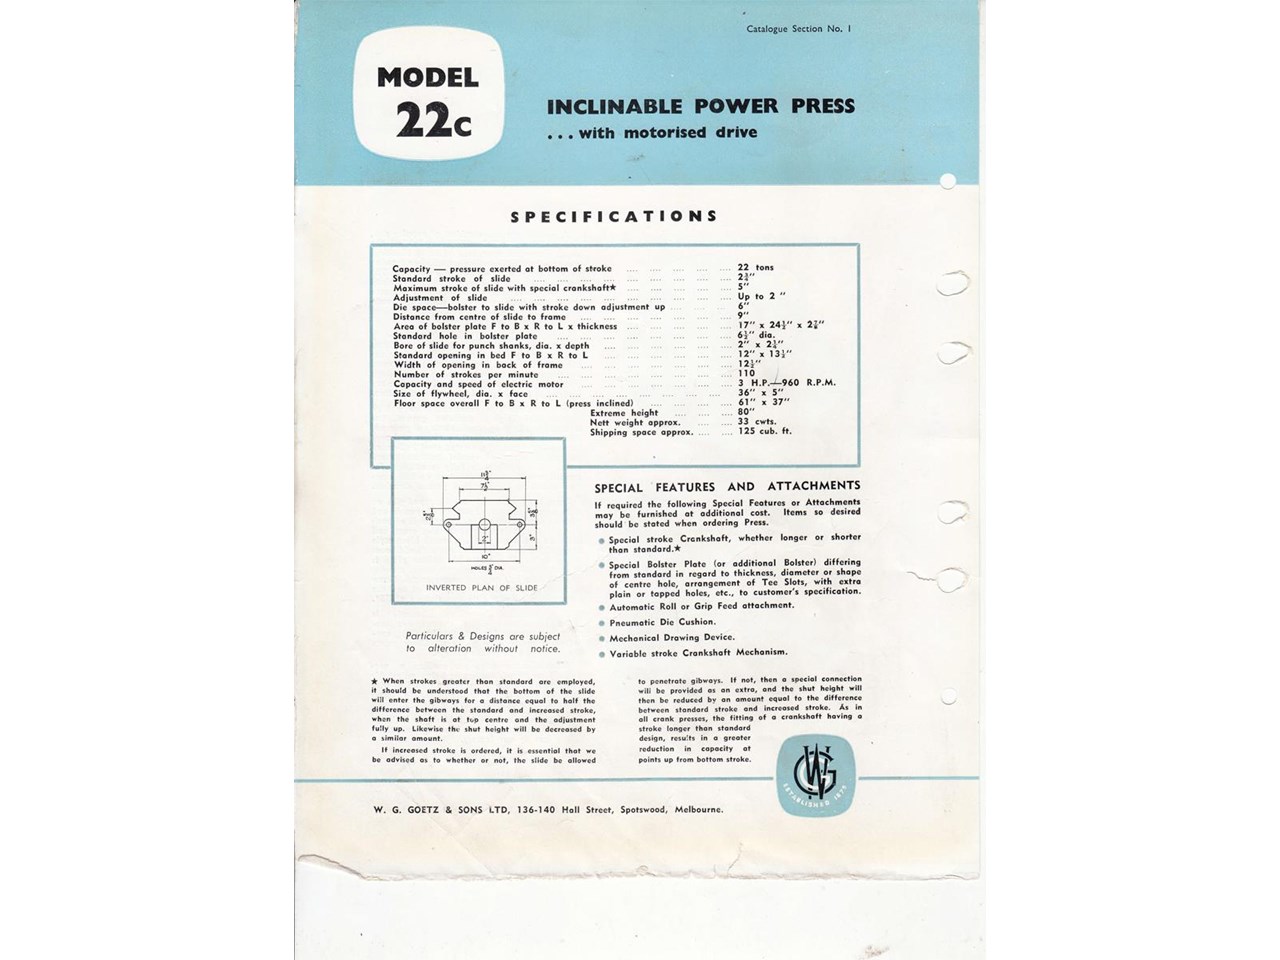 Catalogue Section No. 1
MODEL
22c
INCLINABLE POWER PRESS
...with motorised drive
SPECIFICATIONS
Capacity — pressure exerted at bottom of stroke .... .... .... .... .... 22 tons
Standard stroke of slide .... .... .... .... .... .... .... .... .... 2¾"
Maximum stroke of slide with special crankshaft★ .... .... .... .... .... 5"
Adjustment of slide .... .... .... .... .... .... .... .... .... .... Up to 2 "
Die space—bolster to slide with stroke down adjustment up .... .... .... 6"
Distance from centre of slide to frame .... .... .... .... .... .... 9"
Area of bolster plate F to B x R to L x thickness .... .... .... .... .... 17" x 24½" x 2⅞"
Standard hole in bolster plate .... .... .... .... .... .... .... .... 6½" dia.
Bore of slide for punch shanks, dia. x depth .... .... .... .... .... .... 2" x 2½"
Standard opening in bed F to B x R to L .... .... .... .... .... .... 12" x 13½"
Width of opening in back of frame .... .... .... .... .... .... .... 12½"
Number of strokes per minute .... .... .... .... .... .... .... .... 110
Capacity and speed of electric motor .... .... .... .... .... .... .... 3 H.P.—960 R.P.M.
Size of flywheel, dia. x face .... .... .... .... .... .... .... .... .... 36" x 5"
Floor space overall F to B x R to L (press inclined) .... .... .... .... 61" x 37"
Extreme height .... .... .... 80"
Nett weight approx. .... .... 33 cwts.
Shipping space approx. .... .... 125 cub. ft.
7½"
2"
3"
10"
HOLES ¾" DIA.
INVERTED PLAN OF SLIDE
Particulars & Designs are subject
to alteration without notice.
SPECIAL FEATURES AND ATTACHMENTS
If required the following Special Features or Attachments
may be furnished at additional cost. Items so desired
should be stated when ordering Press.
● Special stroke Crankshaft, whether longer or shorter
than standard.★
● Special Bolster Plate (or additional Bolster) differing
from standard in regard to thickness, diameter or shape
of centre hole, arrangement of Tee Slots, with extra
plain or tapped holes, etc., to customer's specification.
● Automatic Roll or Grip Feed attachment.
● Pneumatic Die Cushion.
● Mechanical Drawing Device.
● Variable stroke Crankshaft Mechanism.
★ When strokes greater than standard are employed,
it should be understood that the bottom of the slide
will enter the gibways for a distance equal to half the
difference between the standard and increased stroke,
when the shaft is at top centre and the adjustment
fully up. Likewise the shut height will be decreased by
a similar amount.
If increased stroke is ordered, it is essential that we
be advised as to whether or not, the slide be allowed
to penetrate gibways. If not, then a special connection
will be provided as an extra, and the shut height will
then be reduced by an amount equal to the difference
between standard stroke and increased stroke. As in
all crank presses, the fitting of a crankshaft having a
stroke longer than standard
design, results in a greater
reduction in capacity at
points up from bottom stroke.
WG
ESTABLISHED 1875
W. G. GOETZ & SONS LTD, 136-140 Hall Street, Spotswood, Melbourne.